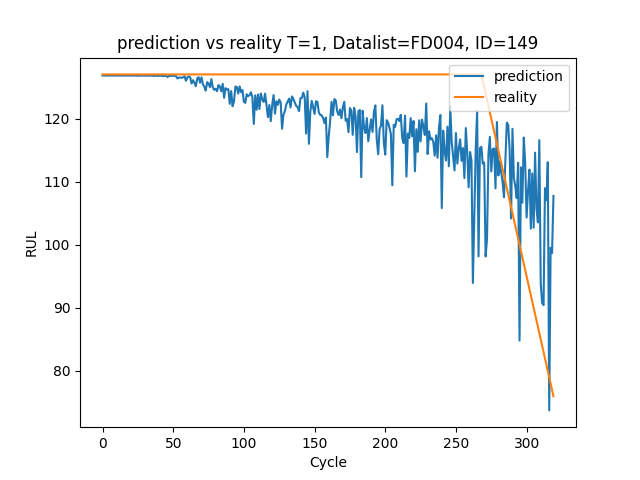 prediction vs reality T=1, Datalist=FD004, ID=149
prediction
reality
120
110
100
90
80
RUL
0 50 100 150 200 250 300
Cycle